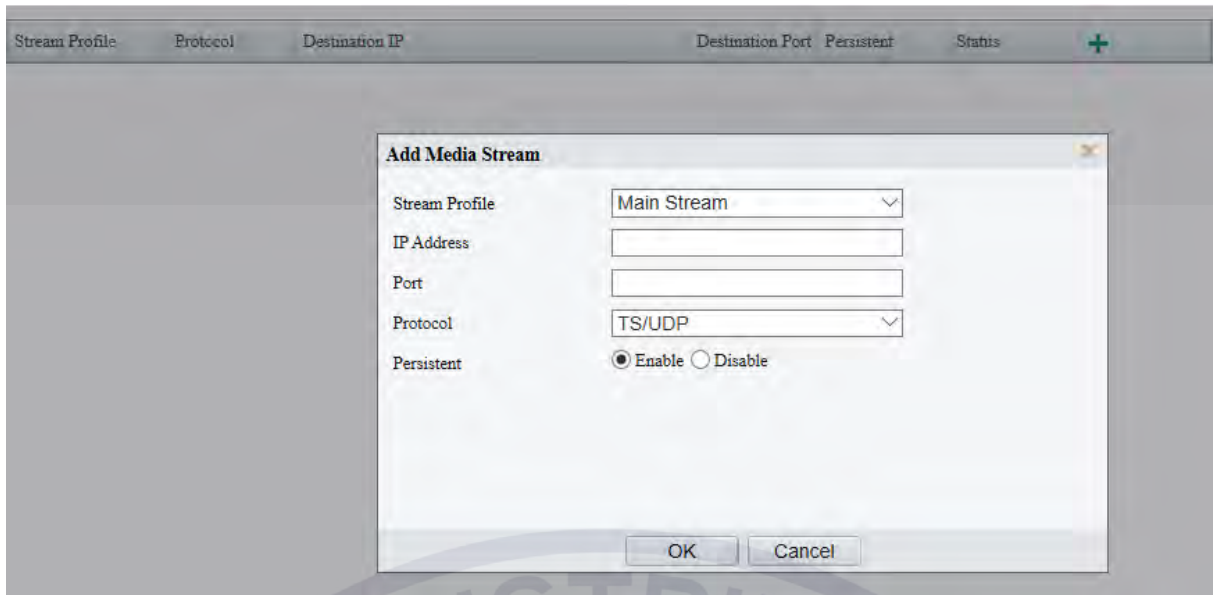 Stream Profile Protocol Destination IP Destination Port Persistent Status +
Add Media Stream
Stream Profile Main Stream
IP Address
Port
Protocol TS/UDP
Persistent Enable Disable
OK Cancel